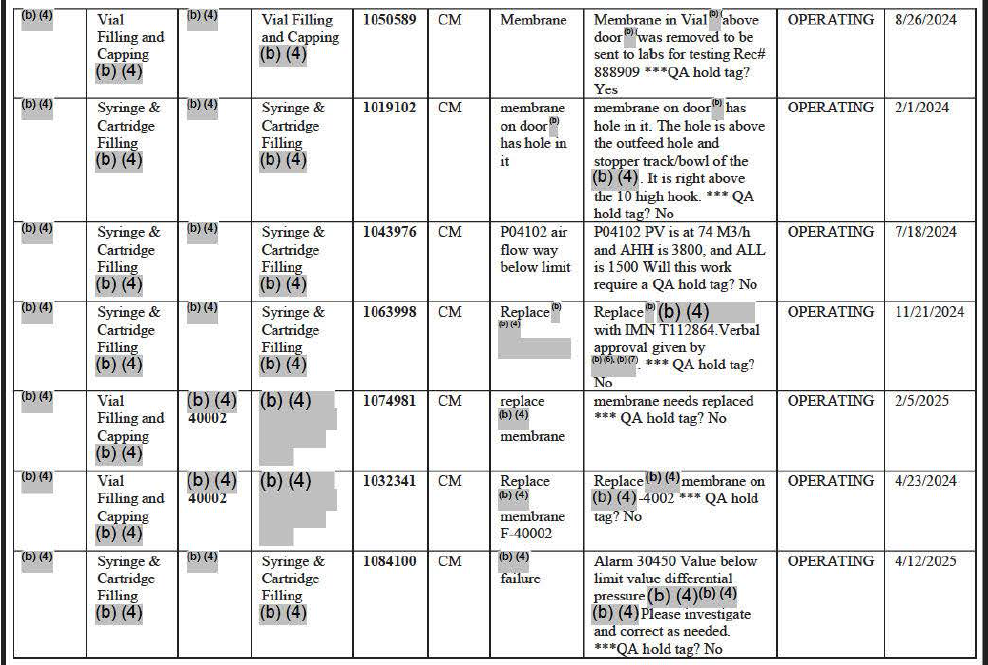 (b) (4) Vial (b) (4) Vial Filling 1050589 CM Membrane Membrane in Vial (b) above OPERATING 8/26/2024
Filling and and Capping door (b) was removed to be
Capping (b) (4) sent to labs for testing Rec#
(b) (4) 888909 ***QA hold tag?
Yes
(b) (4) Syringe & (b) (4) Syringe & 1019102 CM membrane membrane on door (b) has OPERATING 2/1/2024
Cartridge Cartridge on door (b) hole in it. The hole is above
Filling Filling has hole in the outfeed hole and
(b) (4) (b) (4) it stopper track/bowl of the
(b) (4). It is right above
the 10 high hook. *** QA
hold tag? No
(b) (4) Syringe & (b) (4) Syringe & 1043976 CM P04102 air P04102 PV is at 74 M3/h OPERATING 7/18/2024
Cartridge Cartridge flow way and AHH is 3800, and ALL
Filling Filling below limit is 1500 Will this work
(b) (4) (b) (4) require a QA hold tag? No
(b) (4) Syringe & (b) (4) Syringe & 1063998 CM Replace (b) Replace (b) (b) (4) OPERATING 11/21/2024
Cartridge Cartridge (b) (4) with IMN T112864.Verbal
Filling Filling approval given by
(b) (4) (b) (4) (b) (6), (b)(7). *** QA hold tag?
No
(b) (4) Vial (b) (4) (b) (4) 1074981 CM replace membrane needs replaced OPERATING 2/5/2025
Filling and 40002 (b) (4) *** QA hold tag? No
Capping membrane
(b) (4)
(b) (4) Vial (b) (4) (b) (4) 1032341 CM Replace Replace (b) (4) membrane on OPERATING 4/23/2024
Filling and 40002 (b) (4) (b) (4)-4002 *** QA hold
Capping membrane tag? No
(b) (4) F-40002
(b) (4) Syringe & (b) (4) Syringe & 1084100 CM (b) (4) Alarm 30450 Value below OPERATING 4/12/2025
Cartridge Cartridge failure limit value differential
Filling Filling pressure (b) (4)(b) (4)
(b) (4) (b) (4) (b) (4) Please investigate
and correct as needed.
***QA hold tag? No